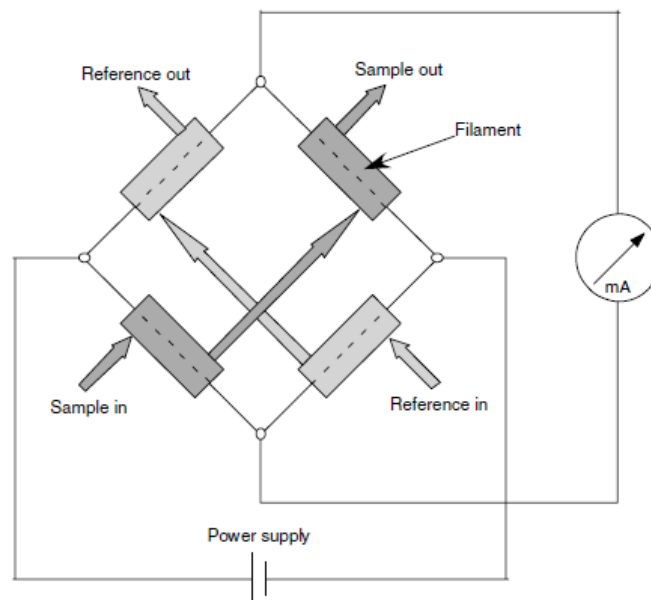 Reference out
Sample out
Filament
mA
Sample in
Reference in
Power supply